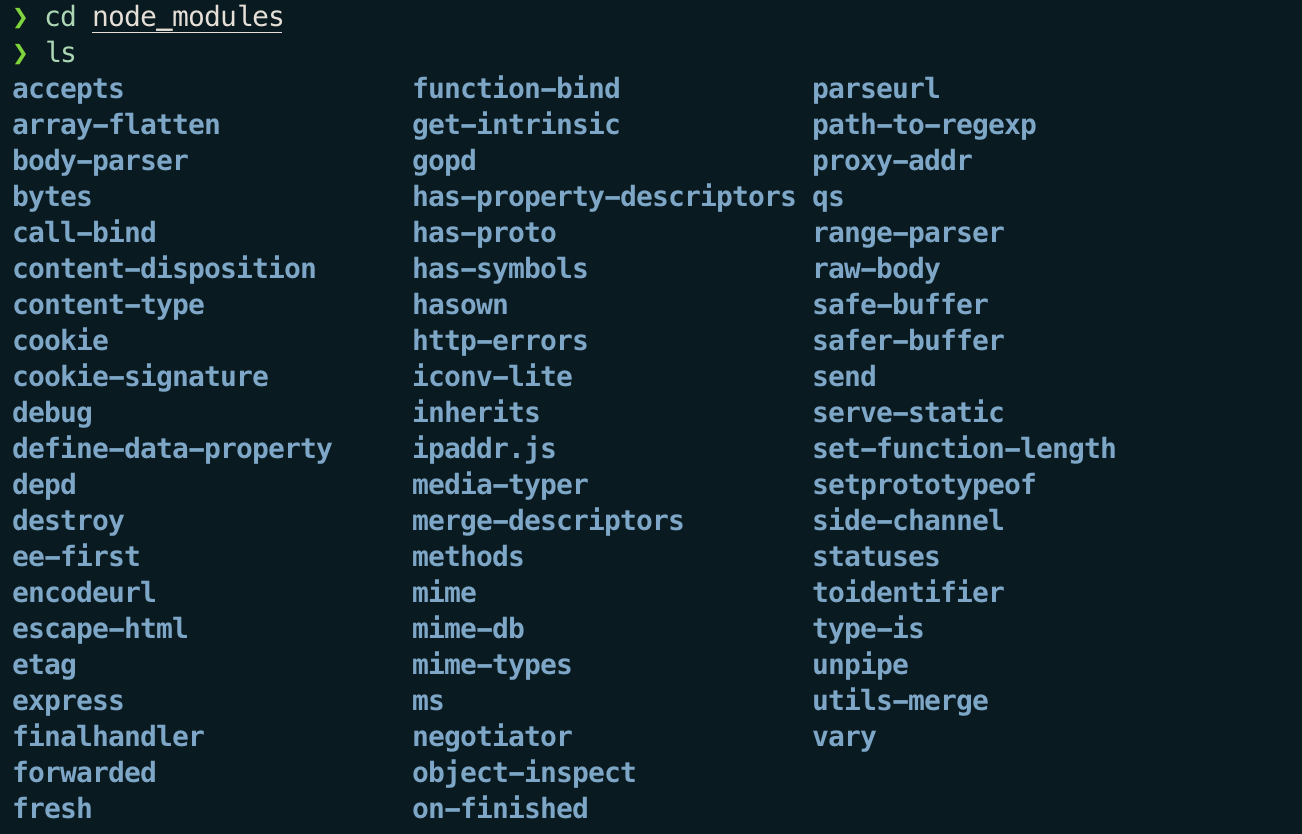 ❯ cd node_modules
❯ ls
accepts function-bind parseurl
array-flatten get-intrinsic path-to-regexp
body-parser gopd proxy-addr
bytes has-property-descriptors qs
call-bind has-proto range-parser
content-disposition has-symbols raw-body
content-type hasown safe-buffer
cookie http-errors safer-buffer
cookie-signature iconv-lite send
debug inherits serve-static
define-data-property ipaddr.js set-function-length
depd media-typer setprototypeof
destroy merge-descriptors side-channel
ee-first methods statuses
encodeurl mime toidentifier
escape-html mime-db type-is
etag mime-types unpipe
express ms utils-merge
finalhandler negotiator vary
forwarded object-inspect
fresh on-finished